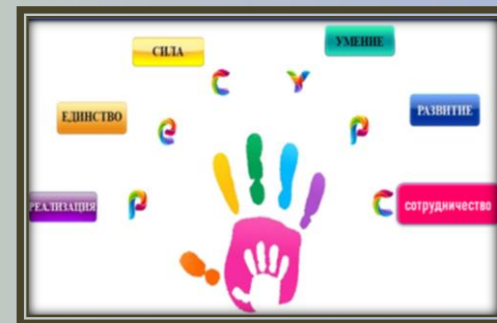 СИЛА
УМЕНИЕ
С
У
ЕДИНСТВО
е
р
РАЗВИТИЕ
РЕАЛИЗАЦИЯ
р
С
сотрудничество